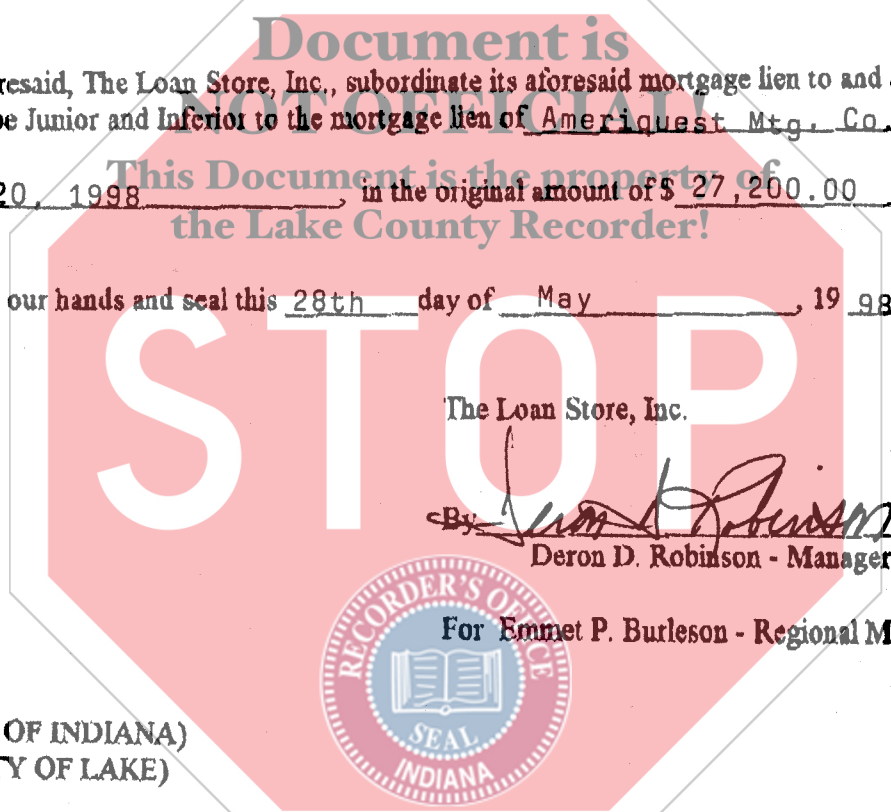 Document is
resaid, The Loan Store, Inc., subordinate its aforesaid mortgage lien to and
NOT OFFICIAL!
be Junior and Inferior to the mortgage lien of Ameriquest Mtg. Co.
This Document is the property of
20, 1998, in the original amount of $ 27,200.00
the Lake County Recorder!
our hands and seal this 28th day of May, 19 98
STOP
The Loan Store, Inc.
By Deron D Robinson
Deron D. Robinson - Manager
For Emmet P. Burleson - Regional M
RECORDER'S OFFICE
SEAL
INDIANA
OF INDIANA)
Y OF LAKE)